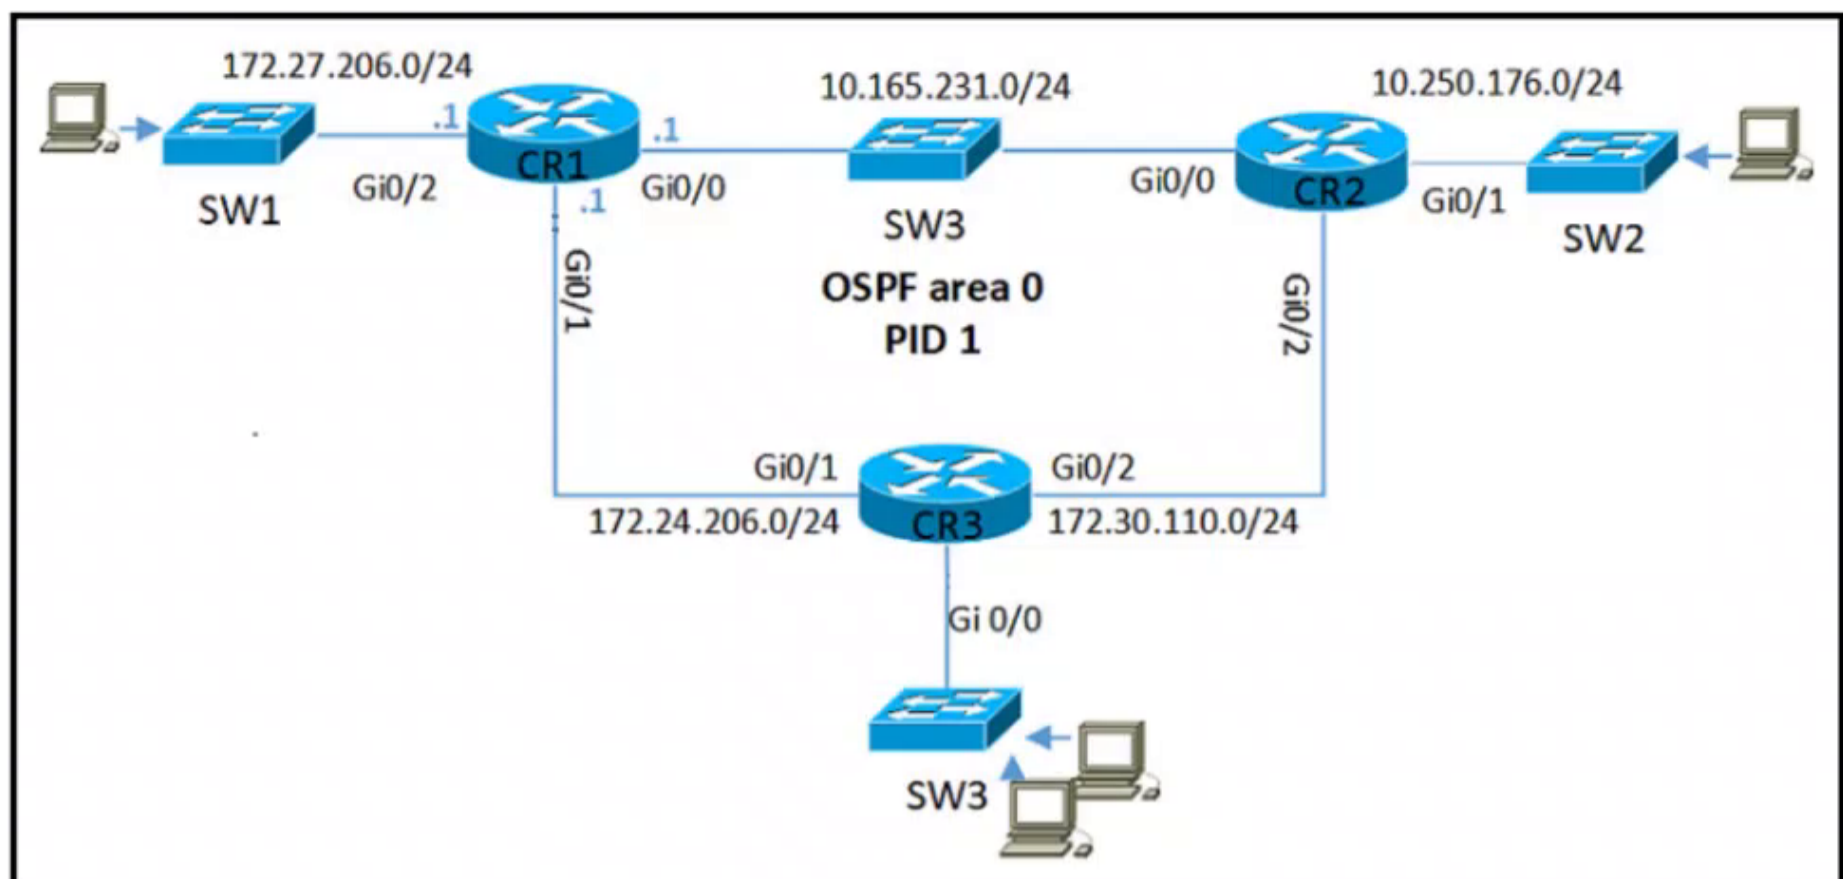 172.27.206.0/24
10.165.231.0/24
10.250.176.0/24
.1
CR1
.1
SW1
Gi0/2
.1
Gi0/0
SW3
Gi0/0
CR2
Gi0/1
SW2
Gi0/1
OSPF area 0
PID 1
Gi0/2
Gi0/1
Gi0/2
172.24.206.0/24
CR3
172.30.110.0/24
Gi 0/0
SW3